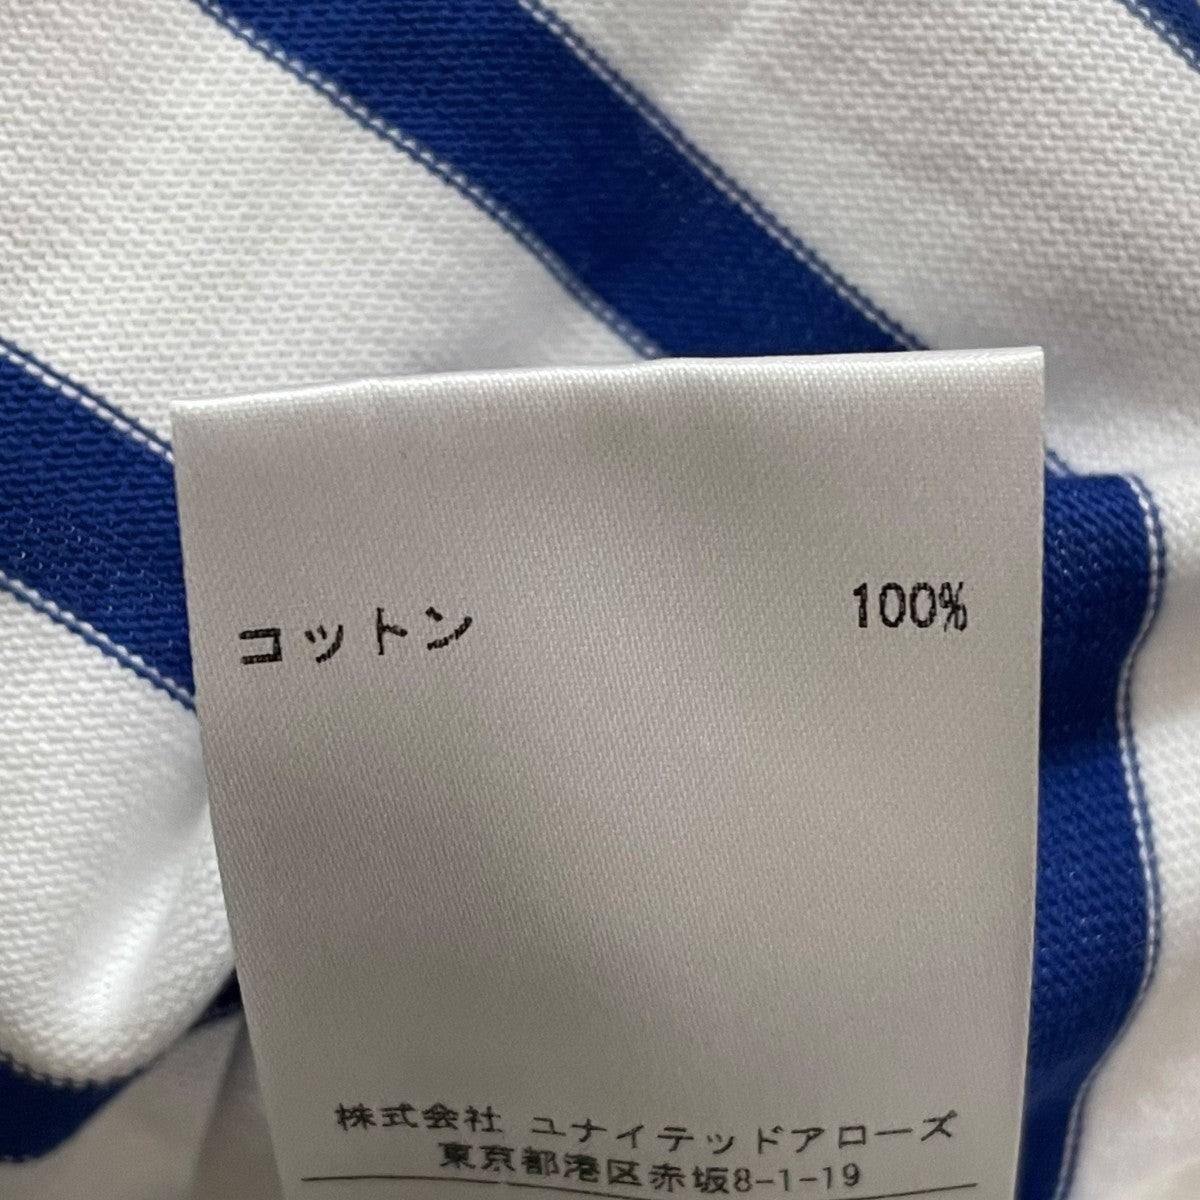 コットン 100%
株式会社 ユナイテッドアローズ
東京都港区赤坂8-1-19